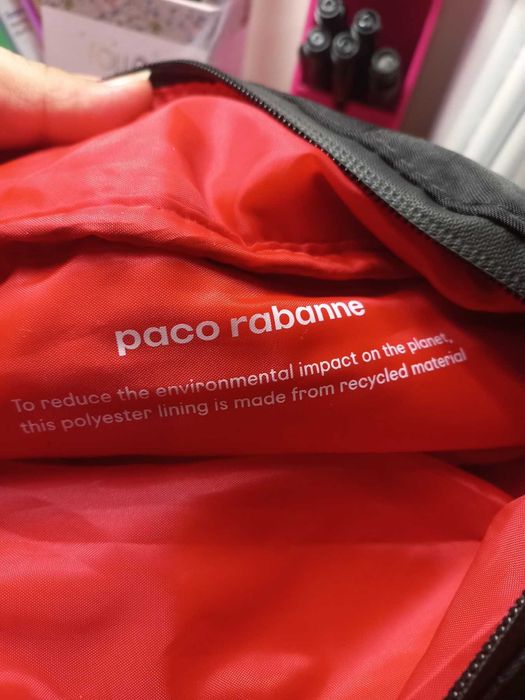 paco rabanne
To reduce the environmental impact on the planet,
this polyester lining is made from recycled material